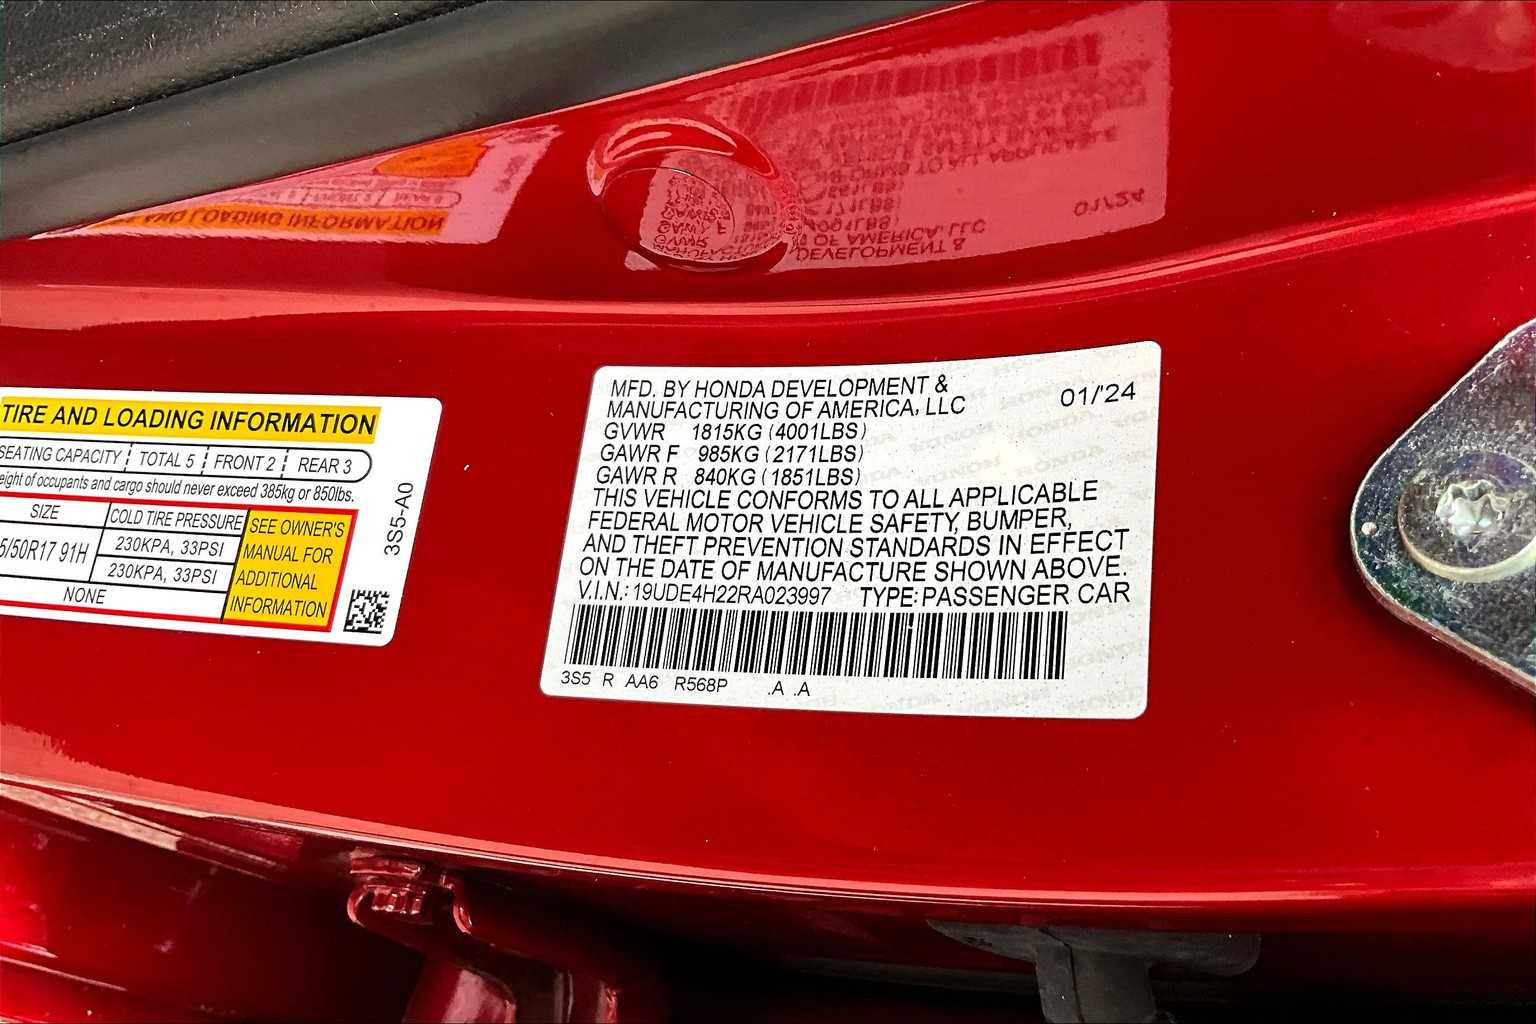 TIRE AND LOADING INFORMATION
SEATING CAPACITY TOTAL 5 FRONT 2 REAR 3
of occupants and cargo should never exceed 385kg or 850lbs.
SIZE COLD TIRE PRESSURE
5/50R17 91H 230KPA, 33PSI
230KPA, 33PSI
NONE
SEE OWNER'S
MANUAL FOR
ADDITIONAL
INFORMATION
3S5-A0
MFD. BY HONDA DEVELOPMENT &
MANUFACTURING OF AMERICA, LLC 01/'24
GVWR 1815KG (4001LBS)
GAWR F 985KG (2171LBS)
GAWR R 840KG (1851LBS)
THIS VEHICLE CONFORMS TO ALL APPLICABLE
FEDERAL MOTOR VEHICLE SAFETY, BUMPER,
AND THEFT PREVENTION STANDARDS IN EFFECT
ON THE DATE OF MANUFACTURE SHOWN ABOVE.
V.I.N.: 19UDE4H22RA023997 TYPE: PASSENGER CAR
3S5 R AA6 R568P .A .A